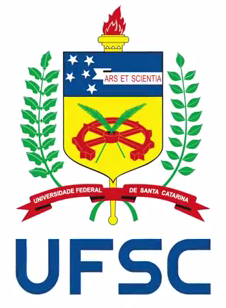 ARS ET SCIENTIA
UNIVERSIDADE FEDERAL DE SANTA CATARINA
UFSC